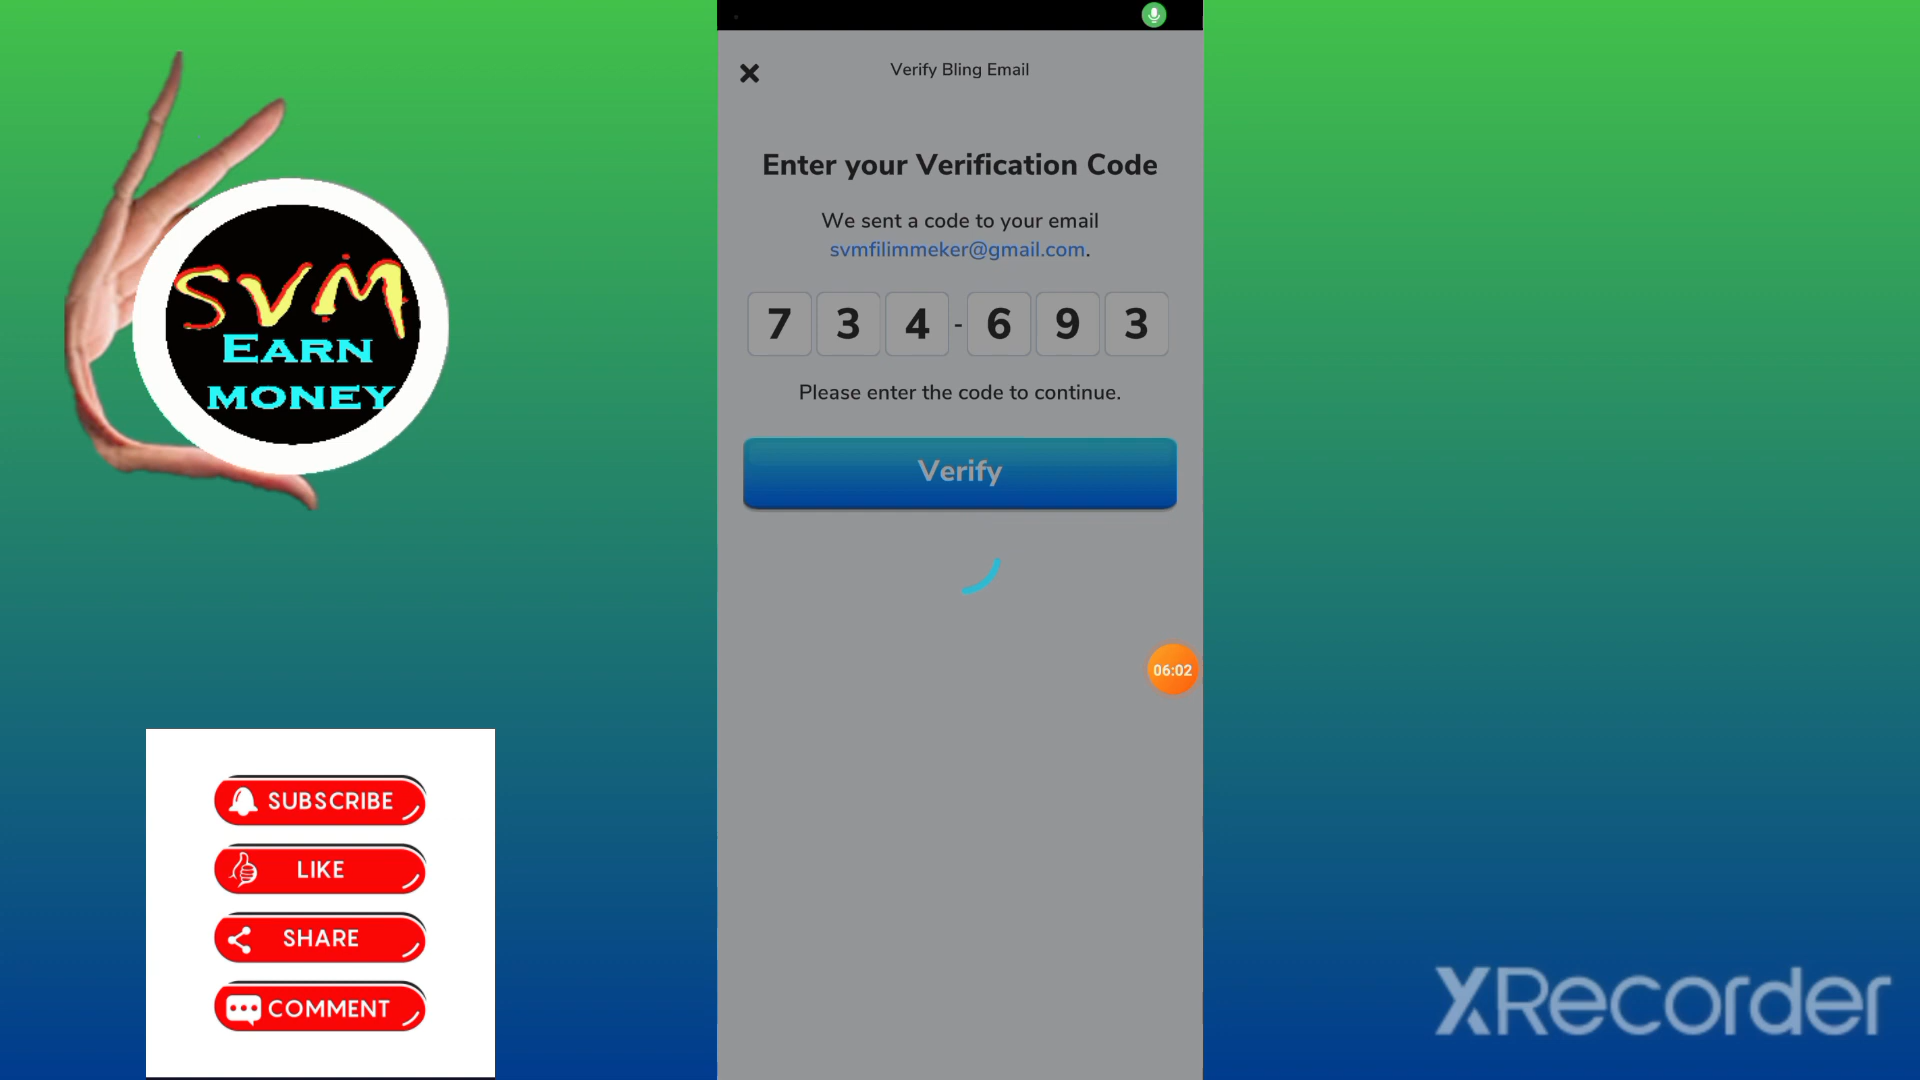 Verify Bling Email
Enter your Verification Code
We sent a code to your email
svmfilimmeker@gmail.com.
7 3 4 - 6 9 3
Please enter the code to continue.
Verify
06:02
SVM
EARN
MONEY
SUBSCRIBE
LIKE
SHARE
COMMENT
XRecorder